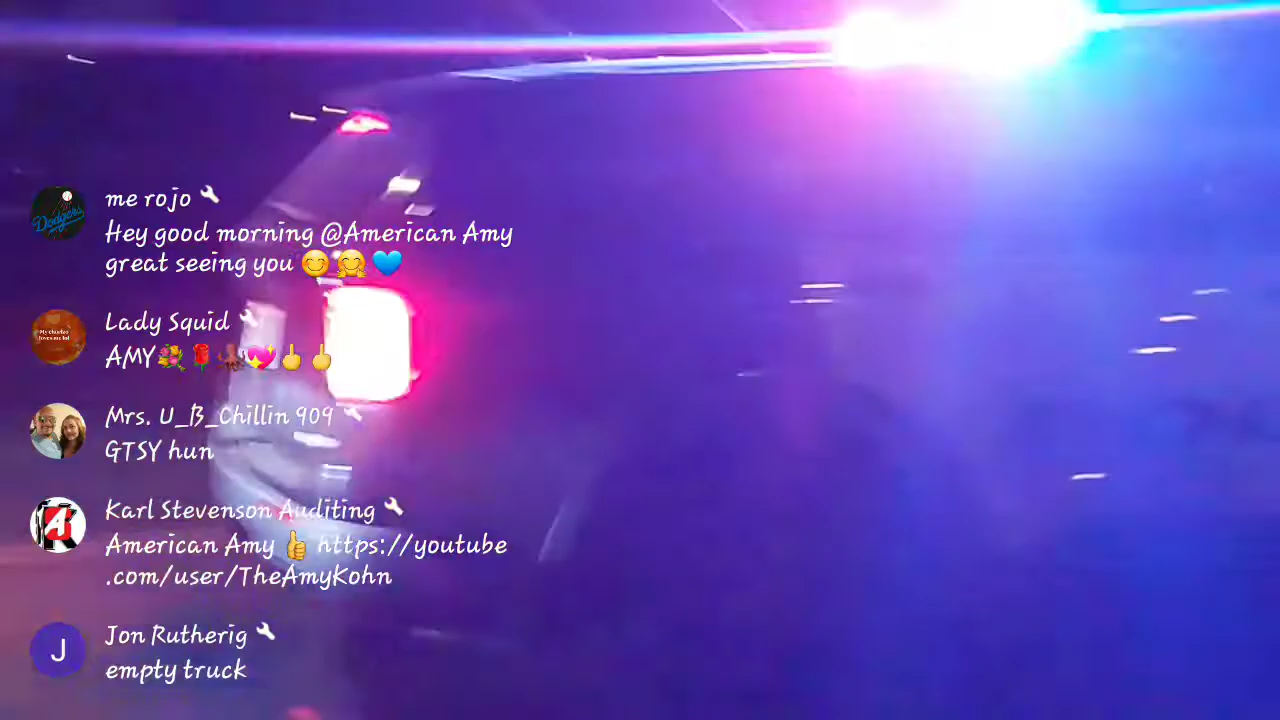 me rojo
Hey good morning @American Amy
great seeing you 😊 🤗 💙
Dodgers
Lady Squid
AMY💐🌹🐙💖🖕🖕
Mrs. U_B_Chillin 909
GTSY hun
Karl Stevenson Auditing
American Amy 👍 https://youtube
.com/user/TheAmyKohn
J
Jon Rutherig
empty truck